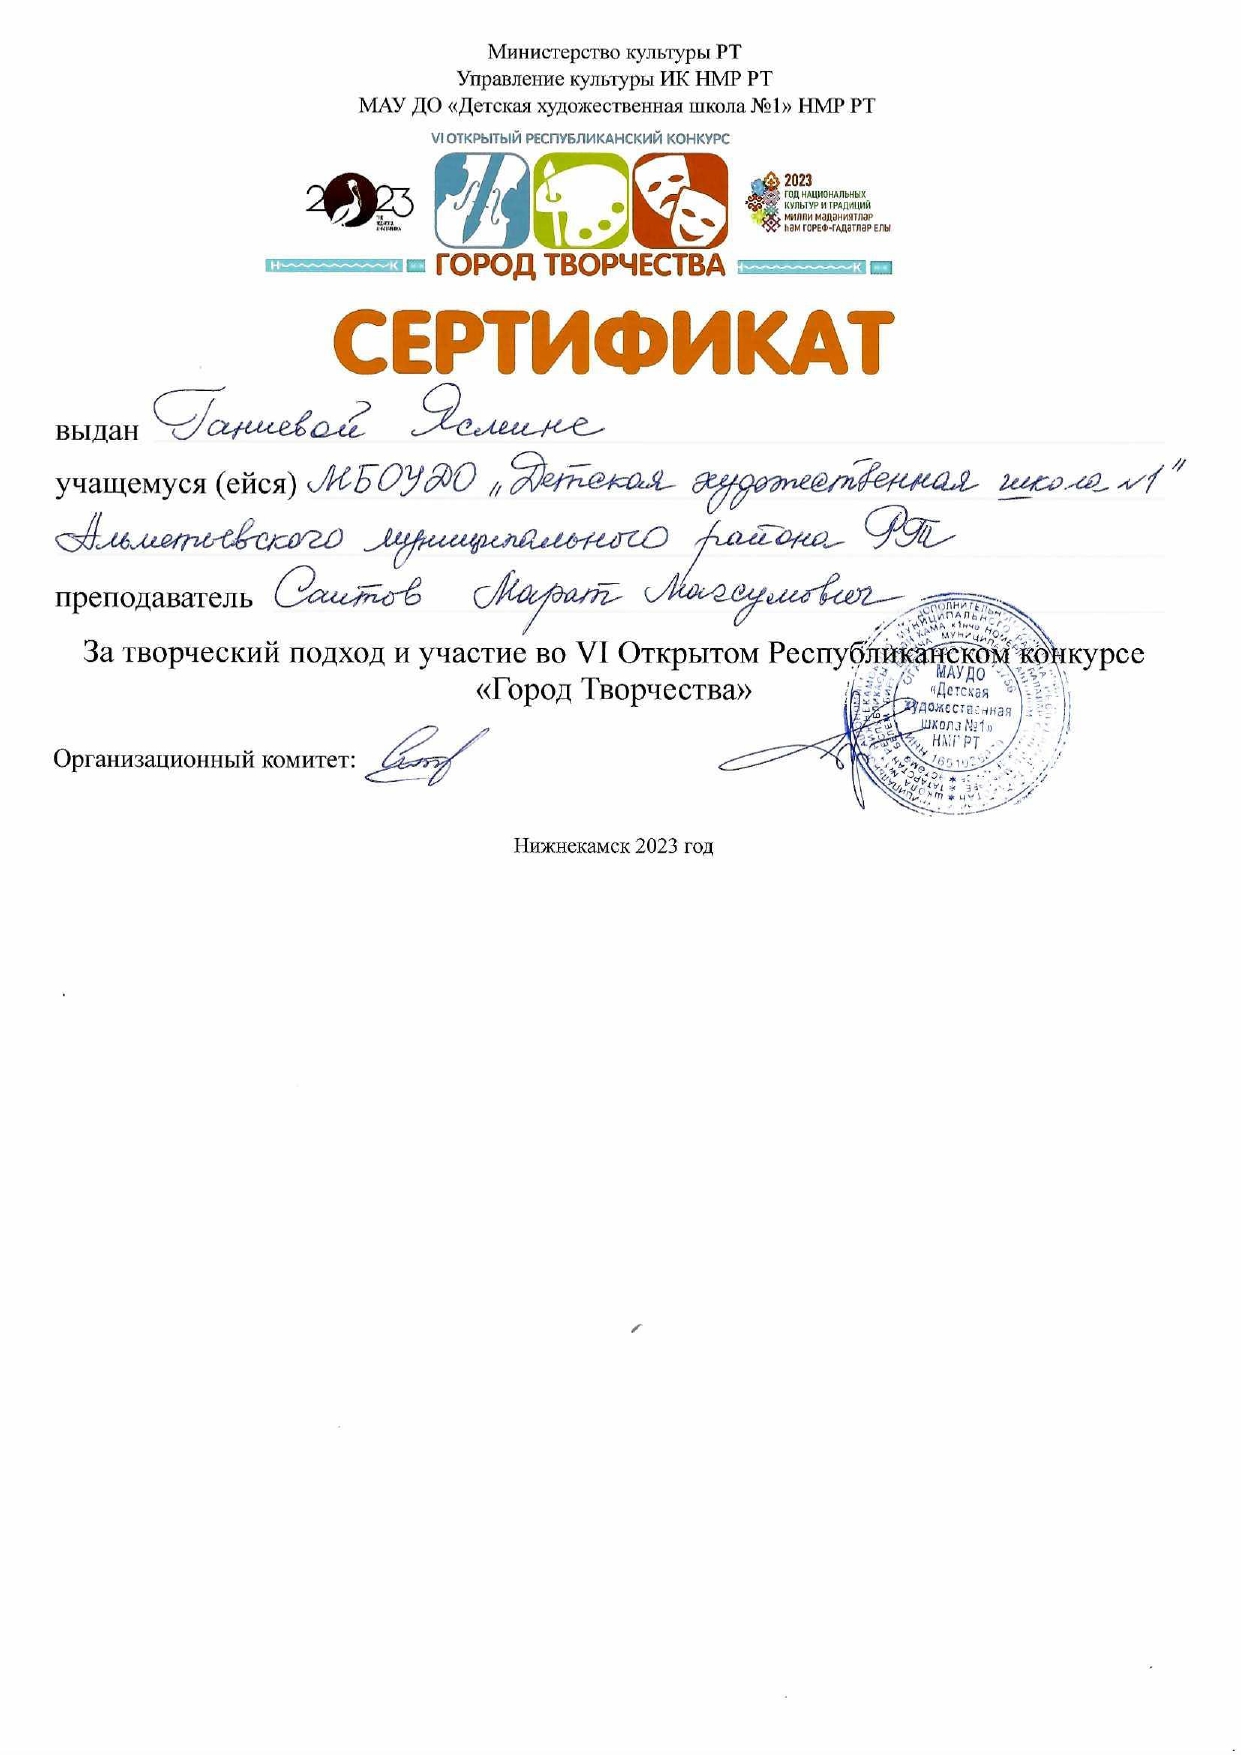 Министерство культуры РТ
Управление культуры ИК НМР РТ
МАУ ДО «Детская художественная школа №1» НМР РТ
VI ОТКРЫТЫЙ РЕСПУБЛИКАНСКИЙ КОНКУРС
2023
2023
ГОД НАЦИОНАЛЬНЫХ
КУЛЬТУР И ТРАДИЦИЙ
МИЛЛИ МӘДӘНИЯТЛӘР
ҺӘМ ГОРЕФ-ГАДӘТЛӘР ЕЛЫ
Н К ГОРОД ТВОРЧЕСТВА Н К
СЕРТИФИКАТ
выдан Ганиевой Ясмине
учащемуся (ейся) МБОУДО „Детская художественная школа №1"
Альметьевского муниципального района РТ
преподаватель Саитов Марат Магсумович
За творческий подход и участие во VI Открытом Республиканском конкурсе
«Город Творчества»
МАУДО
«Детская
художественная
школа №1»
НМР РТ
Организационный комитет:
Нижнекамск 2023 год